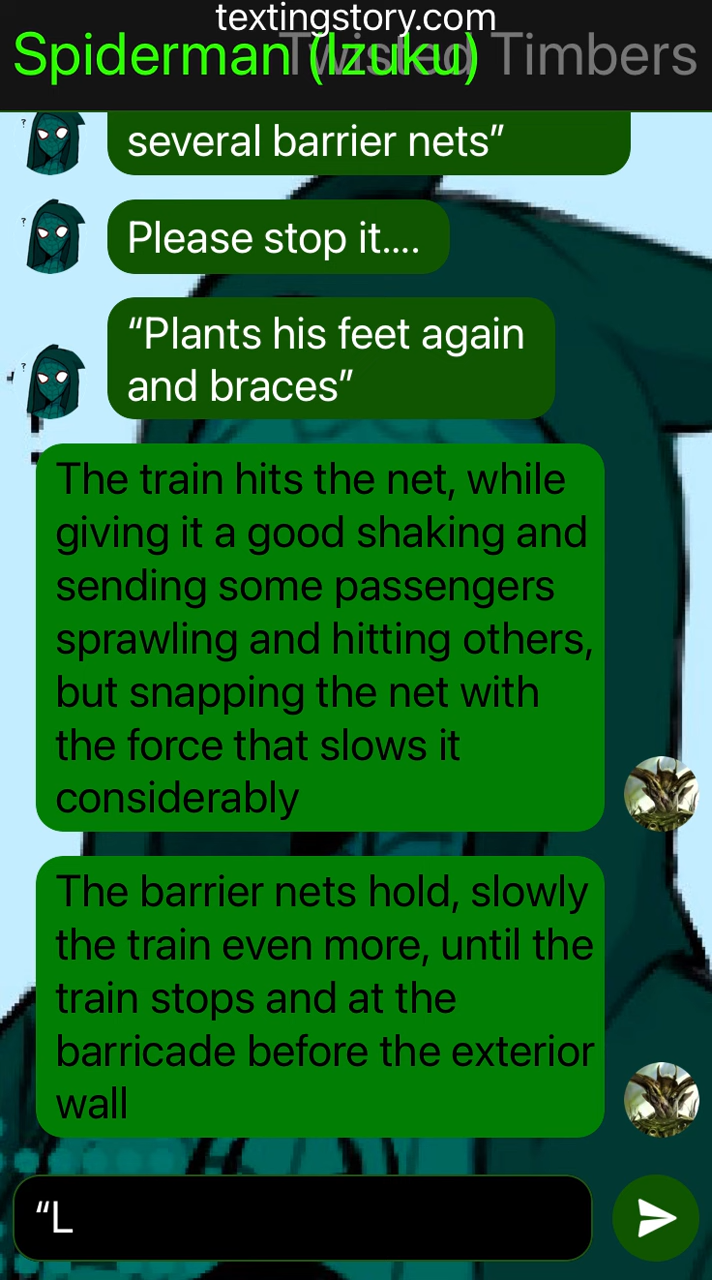 textingstory.com
Spiderman (Izuku) Twisted Timbers
several barrier nets”
?
Please stop it....
?
“Plants his feet again
and braces”
?
The train hits the net, while
giving it a good shaking and
sending some passengers
sprawling and hitting others,
but snapping the net with
the force that slows it
considerably
The barrier nets hold, slowly
the train even more, until the
train stops and at the
barricade before the exterior
wall
“L